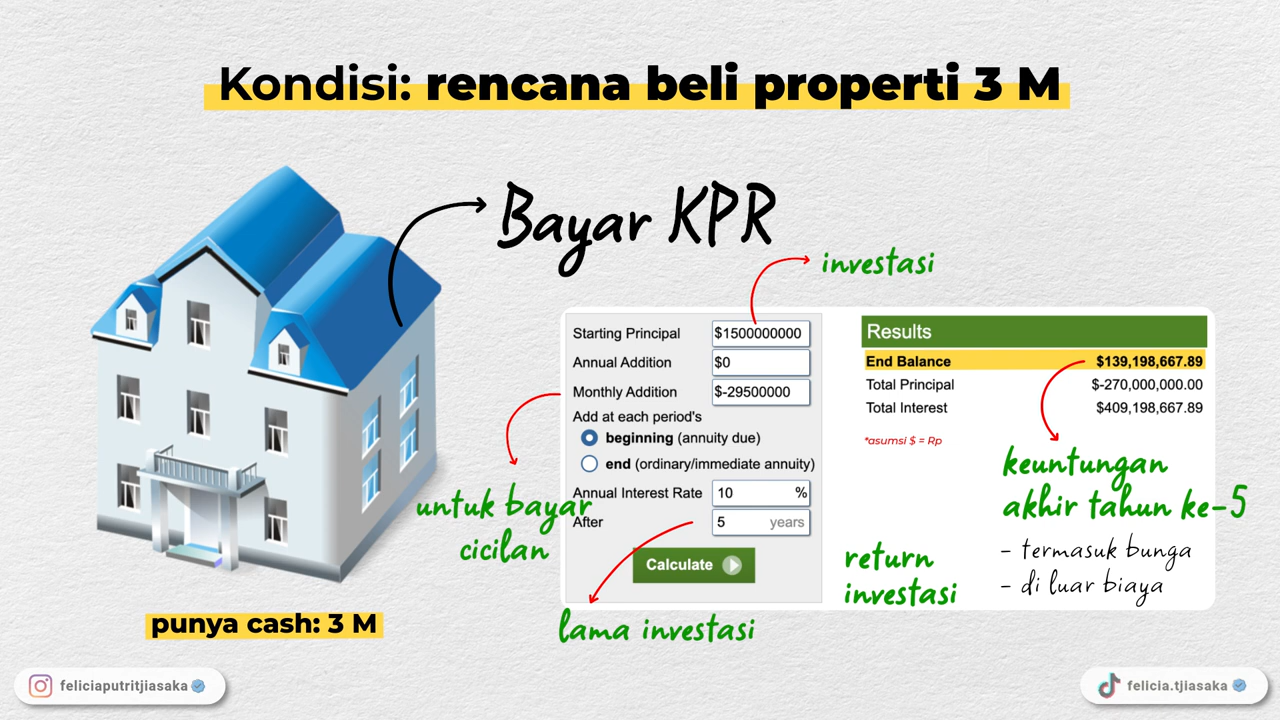 Kondisi: rencana beli properti 3 M
Bayar KPR
investasi
Starting Principal $1500000000
Annual Addition $0
Monthly Addition $-29500000
Add at each period's
beginning (annuity due)
end (ordinary/immediate annuity)
Annual Interest Rate 10 %
After 5 years
Calculate
untuk bayar
cicilan
lama investasi
Results
End Balance $139,198,667.89
Total Principal $-270,000,000.00
Total Interest $409,198,667.89
*asumsi $ = Rp
keuntungan
akhir tahun ke-5
- termasuk bunga
- di luar biaya
return
investasi
punya cash: 3 M
feliciaputritjiasaka
felicia.tjiasaka